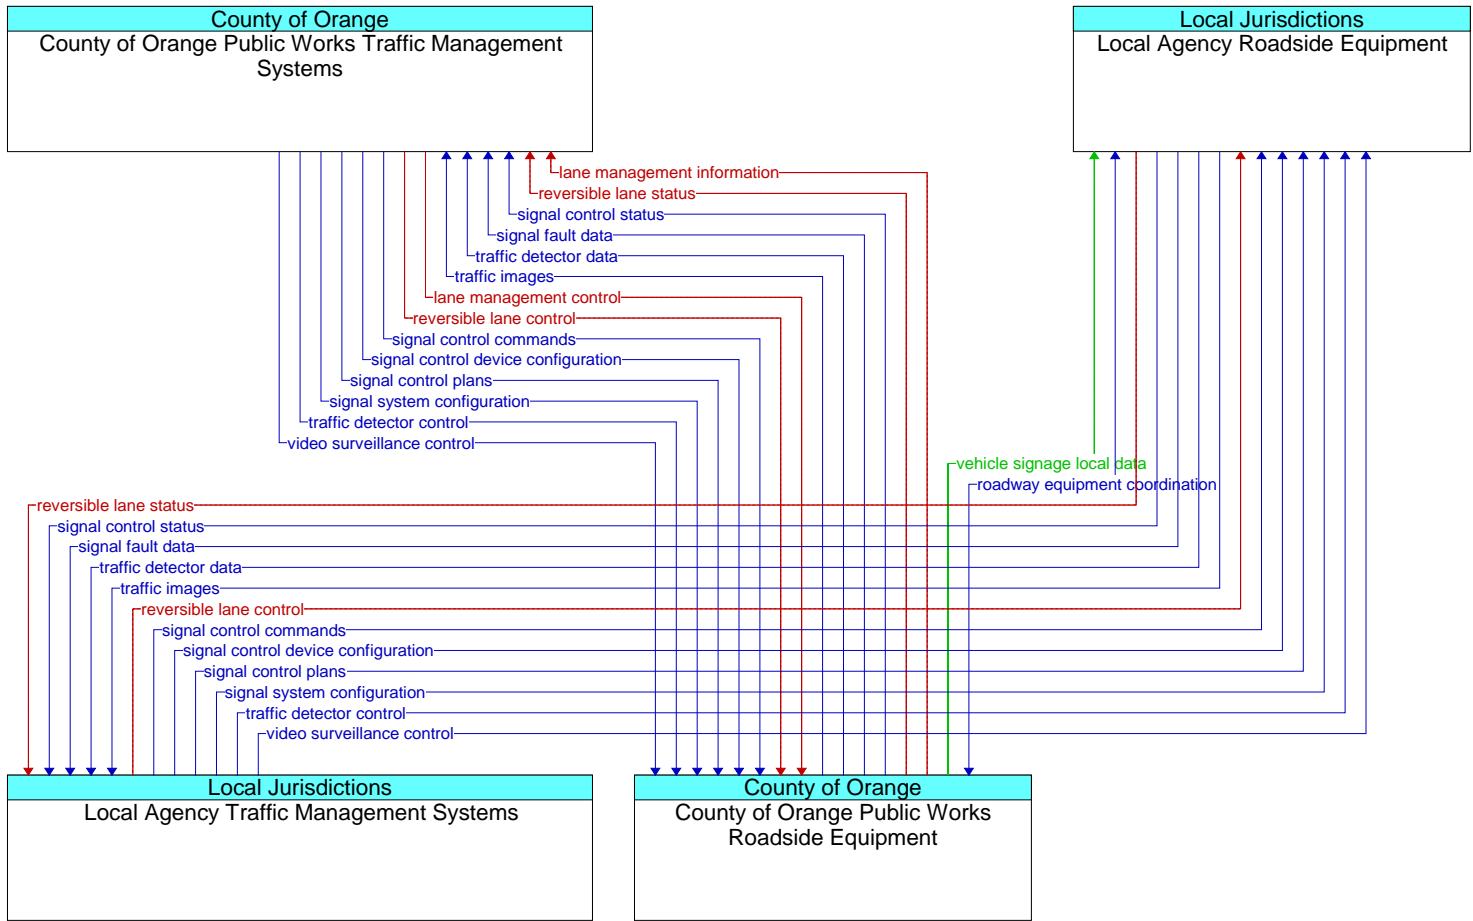 County of Orange
County of Orange Public Works Traffic Management
Systems
Local Jurisdictions
Local Agency Roadside Equipment
lane management information
reversible lane status
signal control status
signal fault data
traffic detector data
traffic images
lane management control
reversible lane control
signal control commands
signal control device configuration
signal control plans
signal system configuration
traffic detector control
video surveillance control
vehicle signage local data
roadway equipment coordination
reversible lane status
signal control status
signal fault data
traffic detector data
traffic images
reversible lane control
signal control commands
signal control device configuration
signal control plans
signal system configuration
traffic detector control
video surveillance control
Local Jurisdictions
Local Agency Traffic Management Systems
County of Orange
County of Orange Public Works
Roadside Equipment